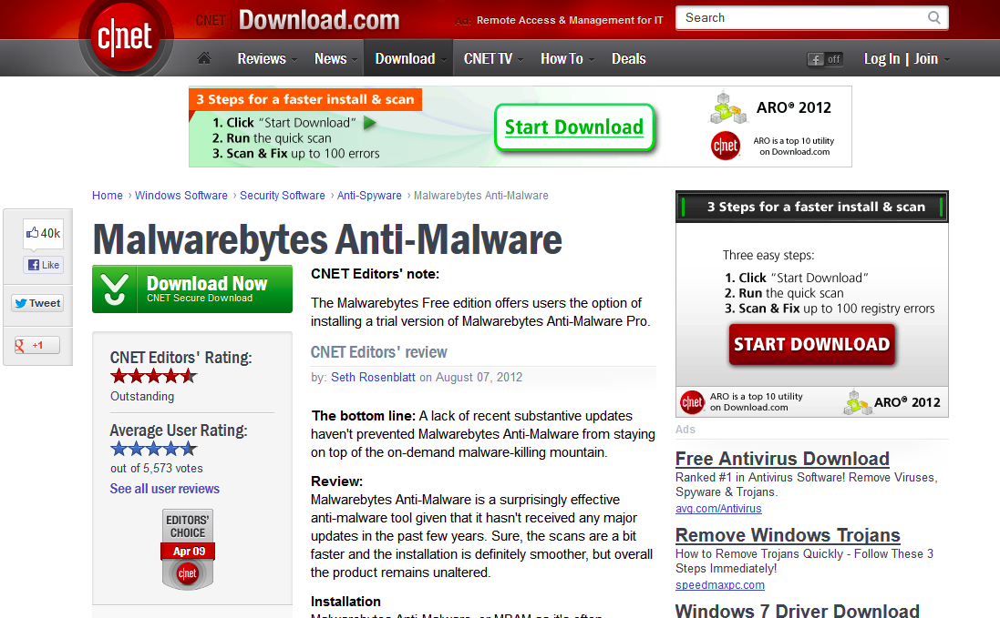 c|net
CNET Download.com
Ad: Remote Access & Management for IT
Search
Reviews News Download CNET TV How To Deals
f off
Log In | Join
3 Steps for a faster install & scan
1. Click “Start Download”
2. Run the quick scan
3. Scan & Fix up to 100 errors
Start Download
ARO® 2012
c|net
ARO is a top 10 utility
on Download.com
Home › Windows Software › Security Software › Anti-Spyware › Malwarebytes Anti-Malware
40k
Like
Tweet
+1
Malwarebytes Anti-Malware
Download Now
CNET Secure Download
CNET Editors' Rating:
Outstanding
Average User Rating:
out of 5,573 votes
See all user reviews
EDITORS'
CHOICE
Apr 09
c|net
CNET Editors' note:
The Malwarebytes Free edition offers users the option of
installing a trial version of Malwarebytes Anti-Malware Pro.
CNET Editors' review
by: Seth Rosenblatt on August 07, 2012
The bottom line: A lack of recent substantive updates
haven't prevented Malwarebytes Anti-Malware from staying
on top of the on-demand malware-killing mountain.
Review:
Malwarebytes Anti-Malware is a surprisingly effective
anti-malware tool given that it hasn't received any major
updates in the past few years. Sure, the scans are a bit
faster and the installation is definitely smoother, but overall
the product remains unaltered.
Installation
Malwarebytes Anti-Malware, or MBAM as it's often
3 Steps for a faster install & scan
Three easy steps:
1. Click “Start Download”
2. Run the quick scan
3. Scan & Fix up to 100 registry errors
START DOWNLOAD
c|net
ARO is a top 10 utility
on Download.com
ARO® 2012
Ads
Free Antivirus Download
Ranked #1 in Antivirus Software! Remove Viruses,
Spyware & Trojans.
avg.com/Antivirus
Remove Windows Trojans
How to Remove Trojans Quickly - Follow These 3
Steps Immediately!
speedmaxpc.com
Windows 7 Driver Download